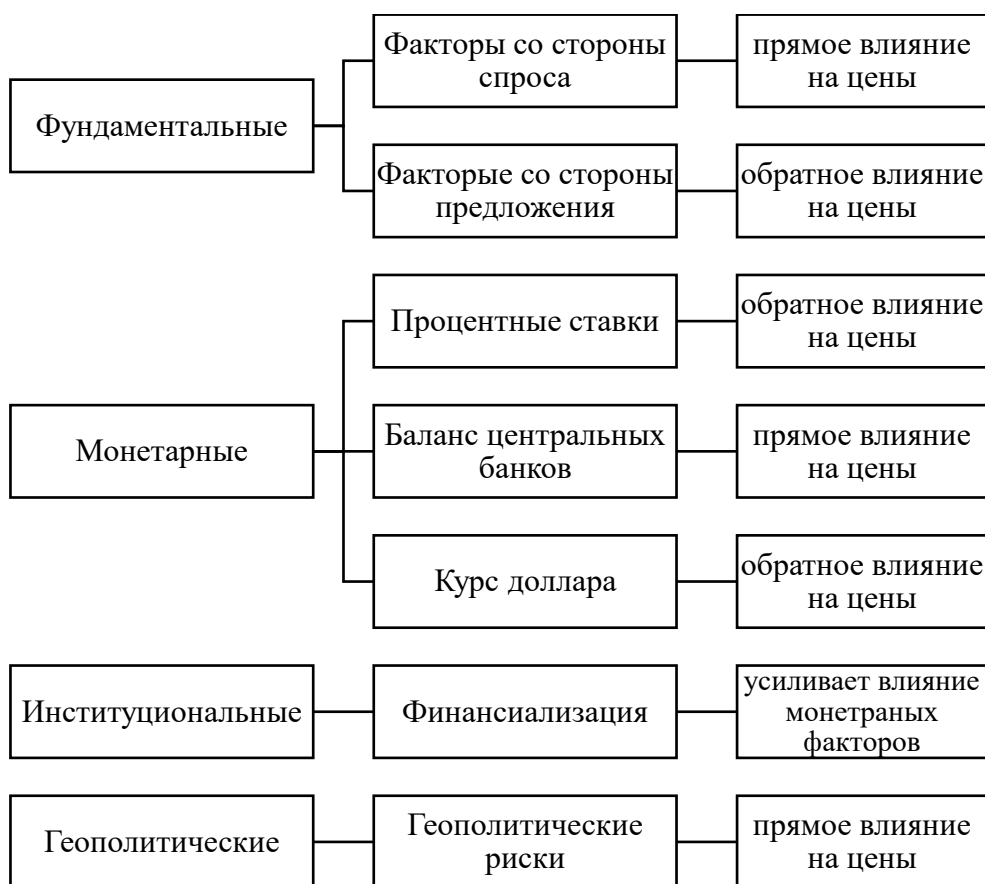 Факторы со стороны
спроса
прямое влияние
на цены
Фундаментальные
Факторые со стороны
предложения
обратное влияние
на цены
Процентные ставки
обратное влияние
на цены
Монетарные
Баланс центральных
банков
прямое влияние
на цены
Курс доллара
обратное влияние
на цены
Институциональные
Финансиализация
усиливает влияние
монетраных
факторов
Геополитические
Геополитические
риски
прямое влияние
на цены